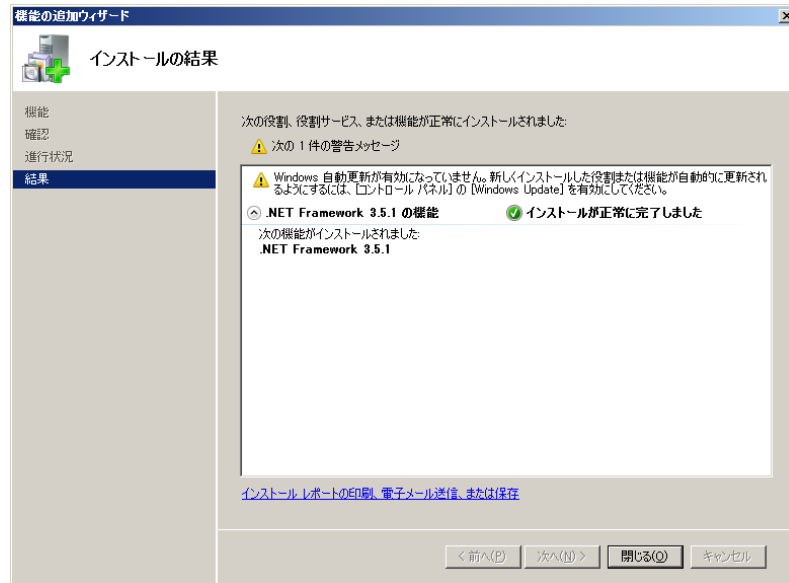 機能の追加ウィザード
インストールの結果
機能
確認
進行状況
結果
次の役割、役割サービス、または機能が正常にインストールされました:
次の 1 件の警告メッセージ
Windows 自動更新が有効になっていません。新しくインストールした役割または機能が自動的に更新され
るようにするには、[コントロール パネル] の [Windows Update] を有効にしてください。
.NET Framework 3.5.1 の機能
インストールが正常に完了しました
次の機能がインストールされました:
.NET Framework 3.5.1
インストール レポートの印刷、電子メール送信、または保存
< 前へ(P)
次へ(N) >
閉じる(O)
キャンセル